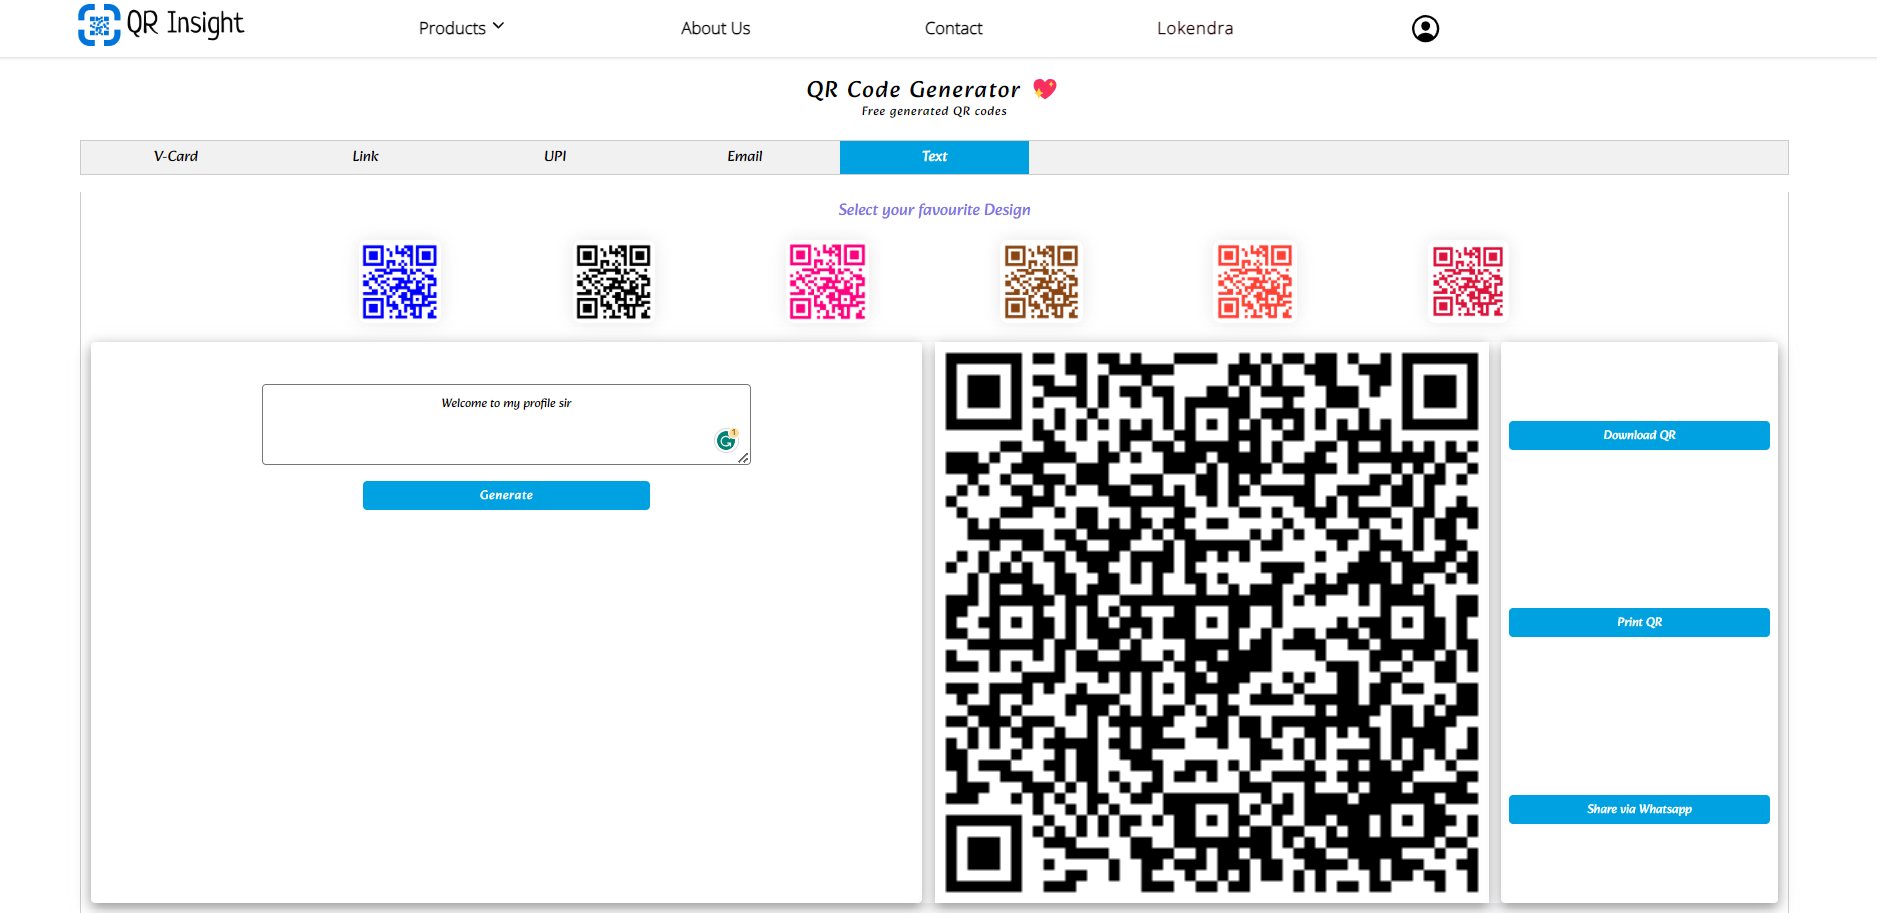 QR Insight
Products
About Us
Contact
Lokendra
QR Code Generator 💖
Free generated QR codes
V-Card
Link
UPI
Email
Text
Select your favourite Design
Welcome to my profile sir
1
Generate
Download QR
Print QR
Share via Whatsapp